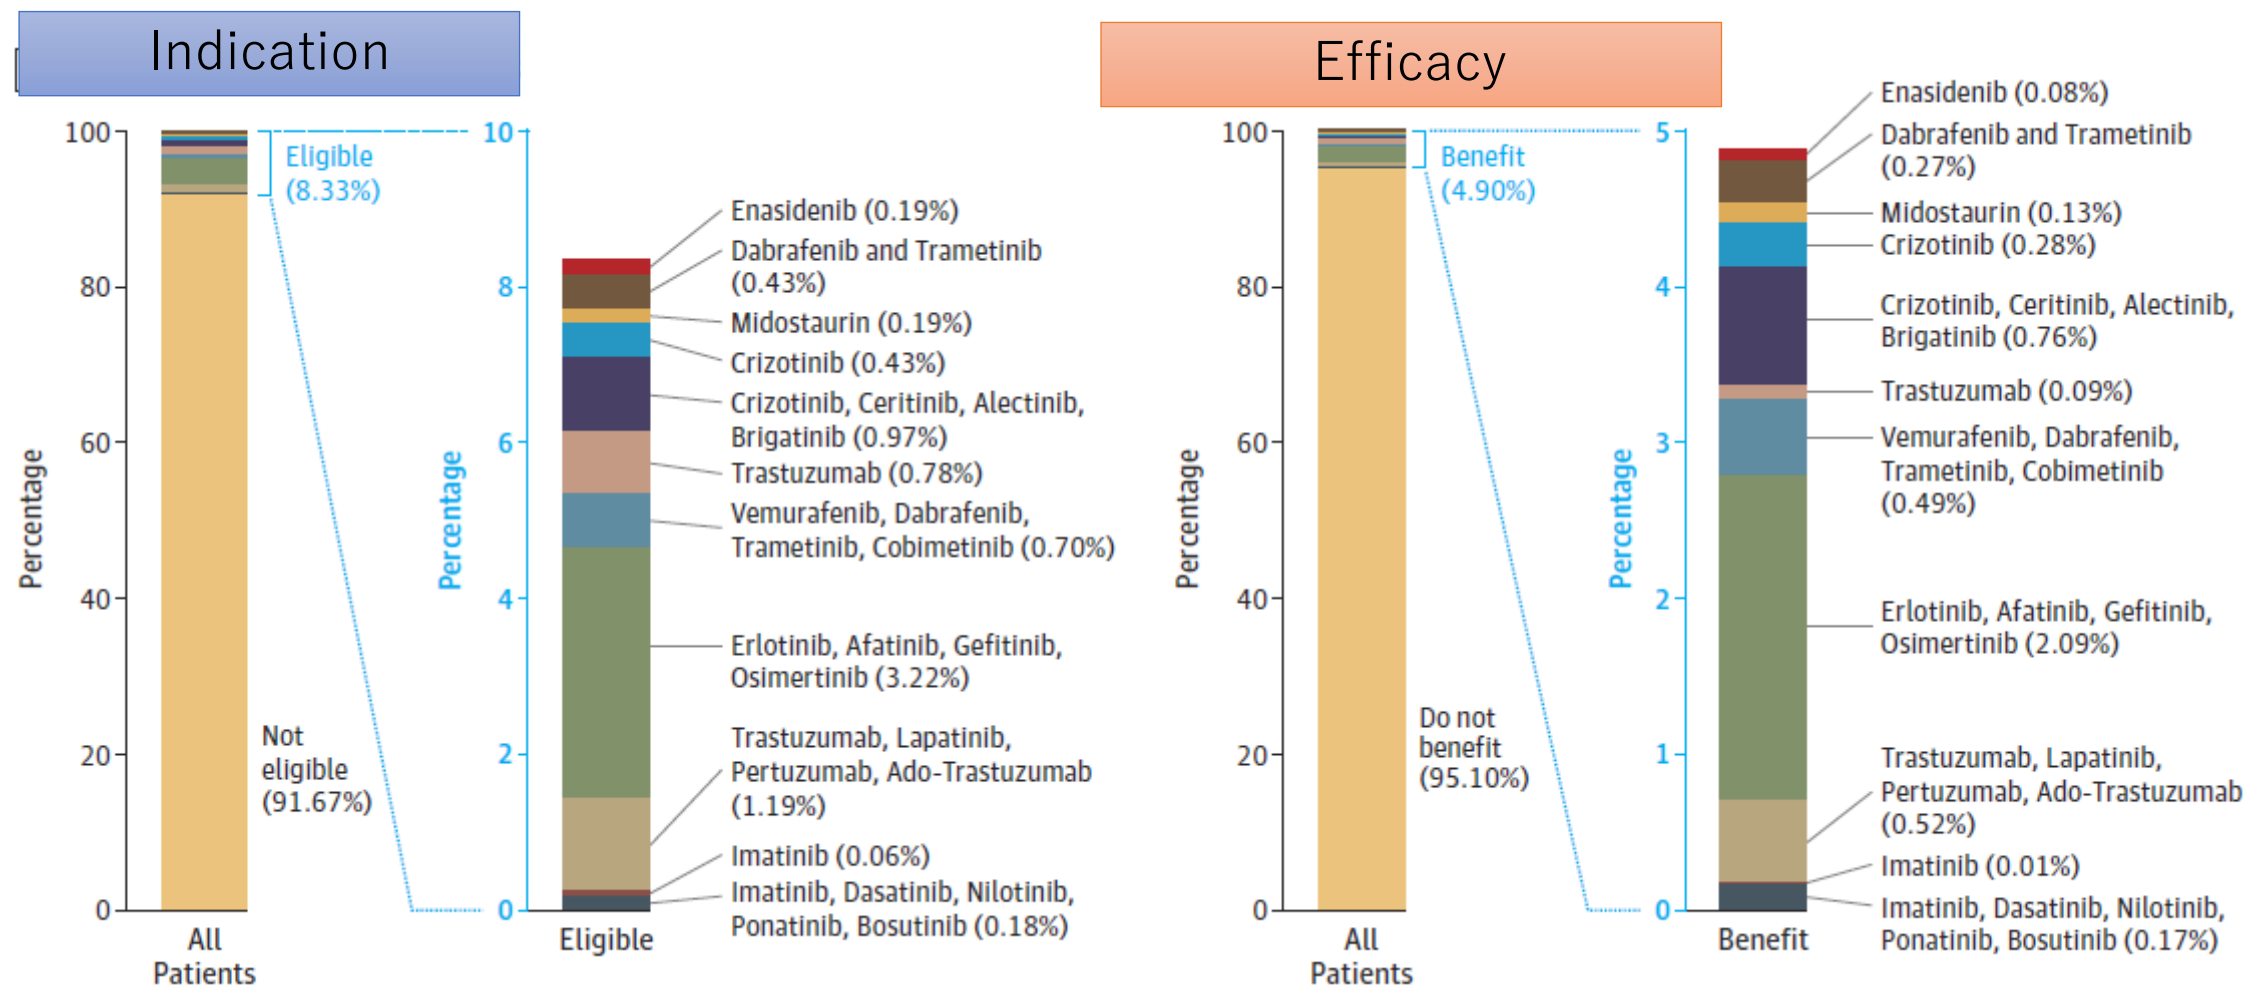 Indication
Percentage
100
80
60
40
20
0
All
Patients
Eligible
(8.33%)
Not
eligible
(91.67%)
Percentage
10
8
6
4
2
0
Eligible
Enasidenib (0.19%)
Dabrafenib and Trametinib
(0.43%)
Midostaurin (0.19%)
Crizotinib (0.43%)
Crizotinib, Ceritinib, Alectinib,
Brigatinib (0.97%)
Trastuzumab (0.78%)
Vemurafenib, Dabrafenib,
Trametinib, Cobimetinib (0.70%)
Erlotinib, Afatinib, Gefitinib,
Osimertinib (3.22%)
Trastuzumab, Lapatinib,
Pertuzumab, Ado-Trastuzumab
(1.19%)
Imatinib (0.06%)
Imatinib, Dasatinib, Nilotinib,
Ponatinib, Bosutinib (0.18%)
Efficacy
Percentage
100
80
60
40
20
0
All
Patients
Benefit
(4.90%)
Do not
benefit
(95.10%)
Percentage
5
4
3
2
1
0
Benefit
Enasidenib (0.08%)
Dabrafenib and Trametinib
(0.27%)
Midostaurin (0.13%)
Crizotinib (0.28%)
Crizotinib, Ceritinib, Alectinib,
Brigatinib (0.76%)
Trastuzumab (0.09%)
Vemurafenib, Dabrafenib,
Trametinib, Cobimetinib
(0.49%)
Erlotinib, Afatinib, Gefitinib,
Osimertinib (2.09%)
Trastuzumab, Lapatinib,
Pertuzumab, Ado-Trastuzumab
(0.52%)
Imatinib (0.01%)
Imatinib, Dasatinib, Nilotinib,
Ponatinib, Bosutinib (0.17%)